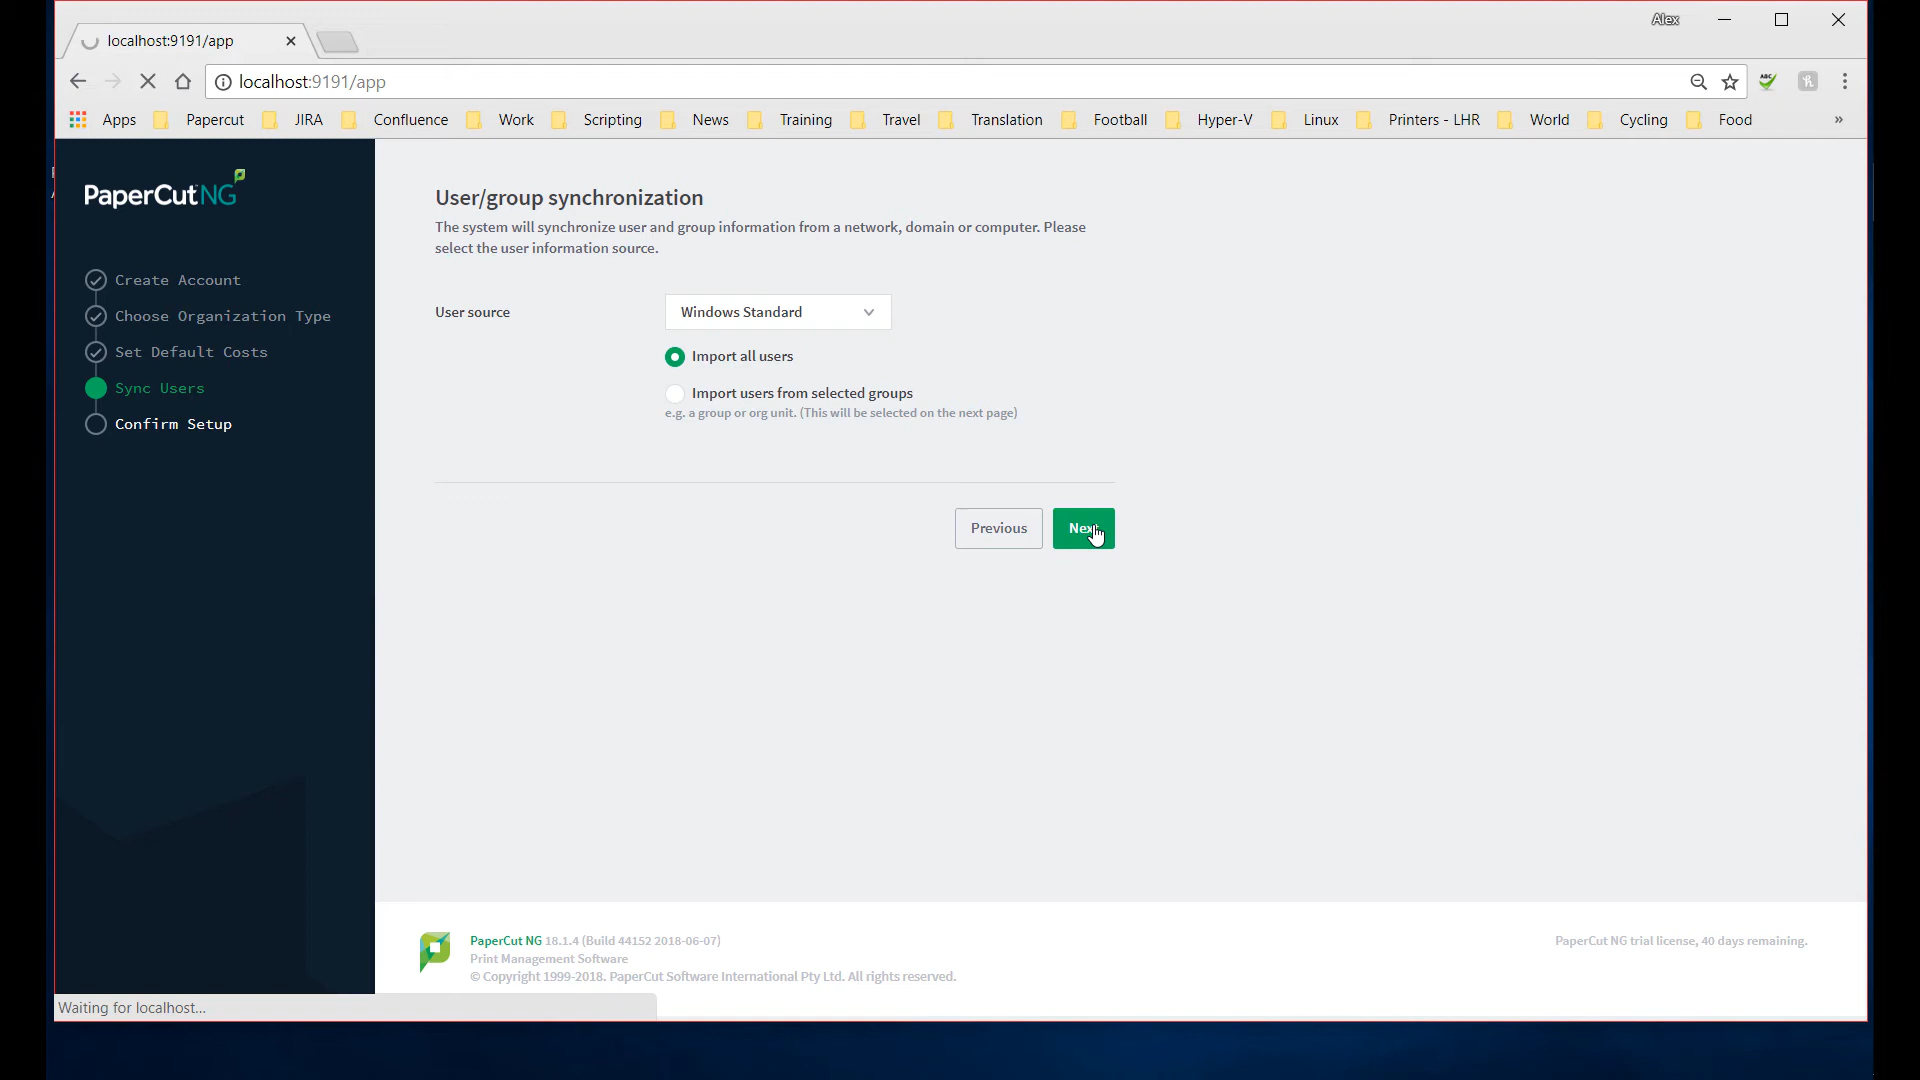 Alex
localhost:9191/app
localhost:9191/app
Apps Papercut JIRA Confluence Work Scripting News Training Travel Translation Football Hyper-V Linux Printers - LHR World Cycling Food »
PaperCut NG
Create Account
Choose Organization Type
Set Default Costs
Sync Users
Confirm Setup
User/group synchronization
The system will synchronize user and group information from a network, domain or computer. Please
select the user information source.
User source
Windows Standard
Import all users
Import users from selected groups
e.g. a group or org unit. (This will be selected on the next page)
Previous
Next
PaperCut NG 18.1.4 (Build 44152 2018-06-07)
Print Management Software
© Copyright 1999-2018. PaperCut Software International Pty Ltd. All rights reserved.
PaperCut NG trial license, 40 days remaining.
Waiting for localhost...